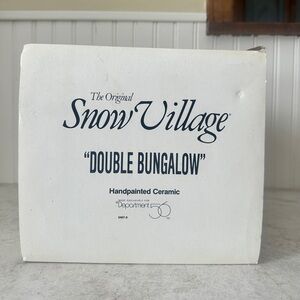 The Original
Snow Village
"DOUBLE BUNGALOW"
Handpainted Ceramic
Department 56